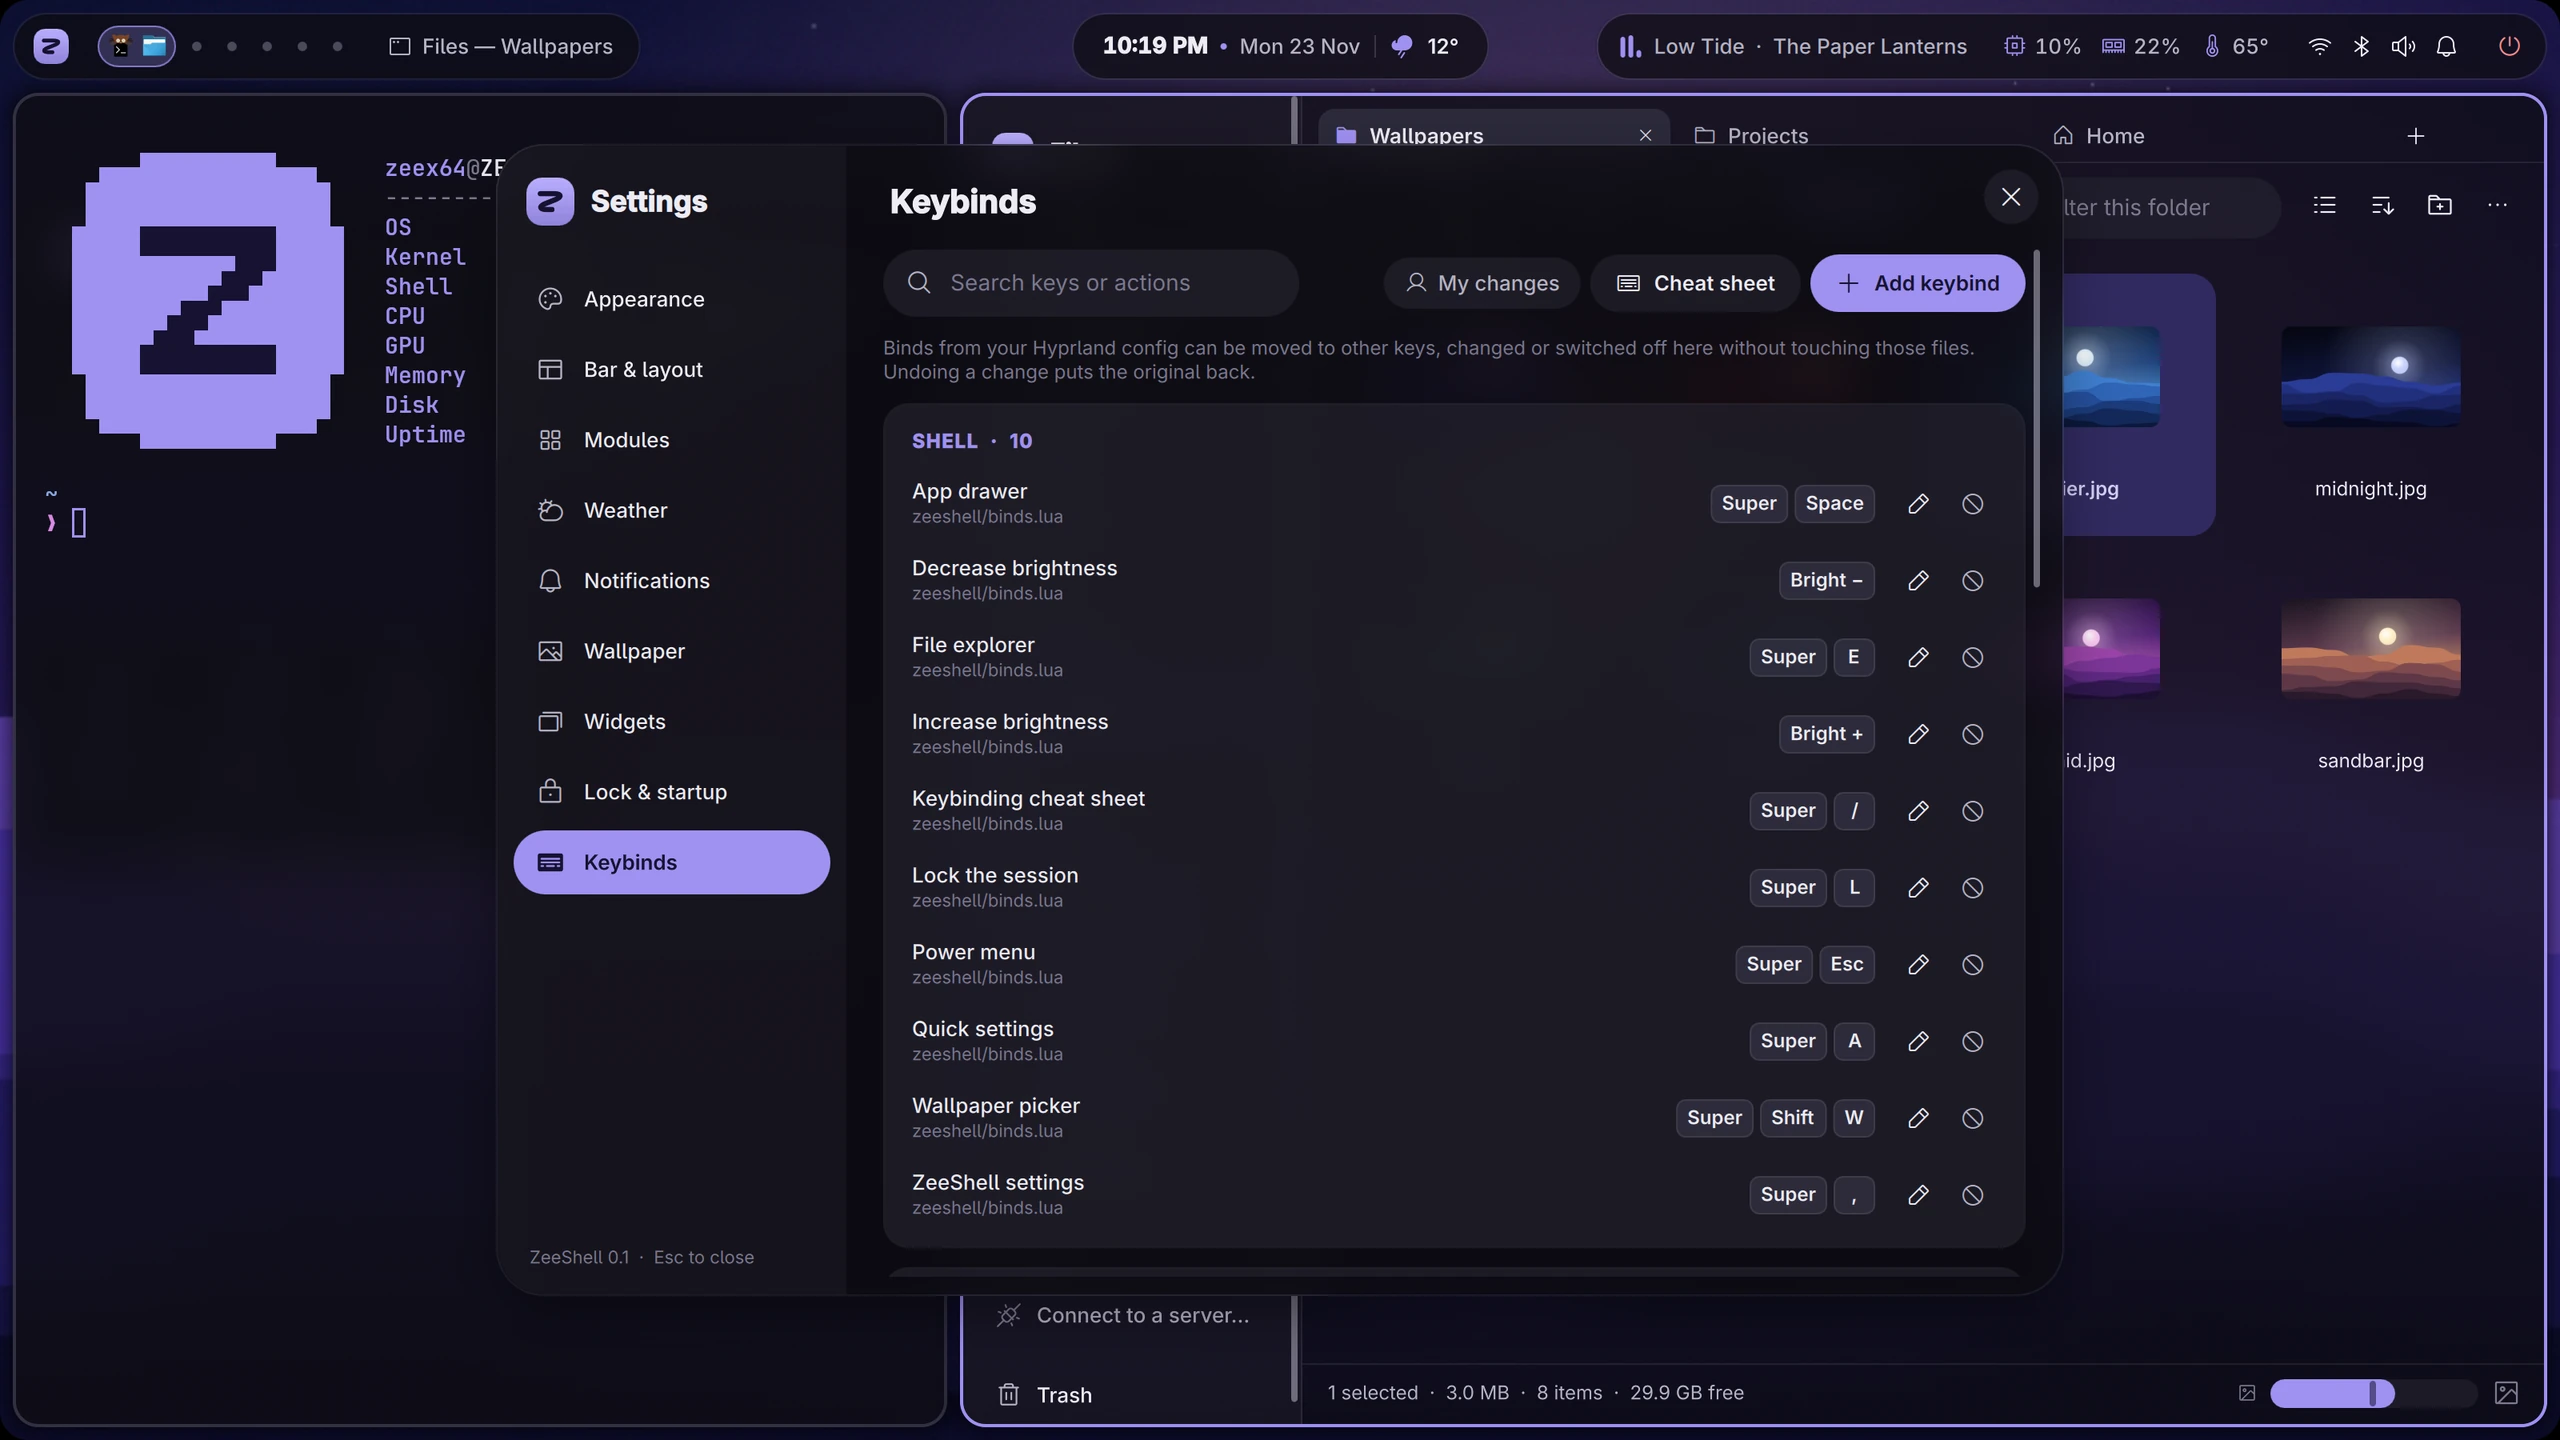 Files — Wallpapers
10:19 PM • Mon 23 Nov
12°
Low Tide · The Paper Lanterns
10%
22%
65°
zeex64@ZE
---------
OS
Kernel
Shell
CPU
GPU
Memory
Disk
Uptime
~
❯
Wallpapers
Projects
Home
lter this folder
ier.jpg
midnight.jpg
id.jpg
sandbar.jpg
Settings
Appearance
Bar & layout
Modules
Weather
Notifications
Wallpaper
Widgets
Lock & startup
Keybinds
ZeeShell 0.1 · Esc to close
Keybinds
Search keys or actions
My changes
Cheat sheet
Add keybind
Binds from your Hyprland config can be moved to other keys, changed or switched off here without touching those files.
Undoing a change puts the original back.
SHELL · 10
App drawer
zeeshell/binds.lua
Super Space
Decrease brightness
zeeshell/binds.lua
Bright −
File explorer
zeeshell/binds.lua
Super E
Increase brightness
zeeshell/binds.lua
Bright +
Keybinding cheat sheet
zeeshell/binds.lua
Super /
Lock the session
zeeshell/binds.lua
Super L
Power menu
zeeshell/binds.lua
Super Esc
Quick settings
zeeshell/binds.lua
Super A
Wallpaper picker
zeeshell/binds.lua
Super Shift W
ZeeShell settings
zeeshell/binds.lua
Super ,
Connect to a server...
Trash
1 selected · 3.0 MB · 8 items · 29.9 GB free